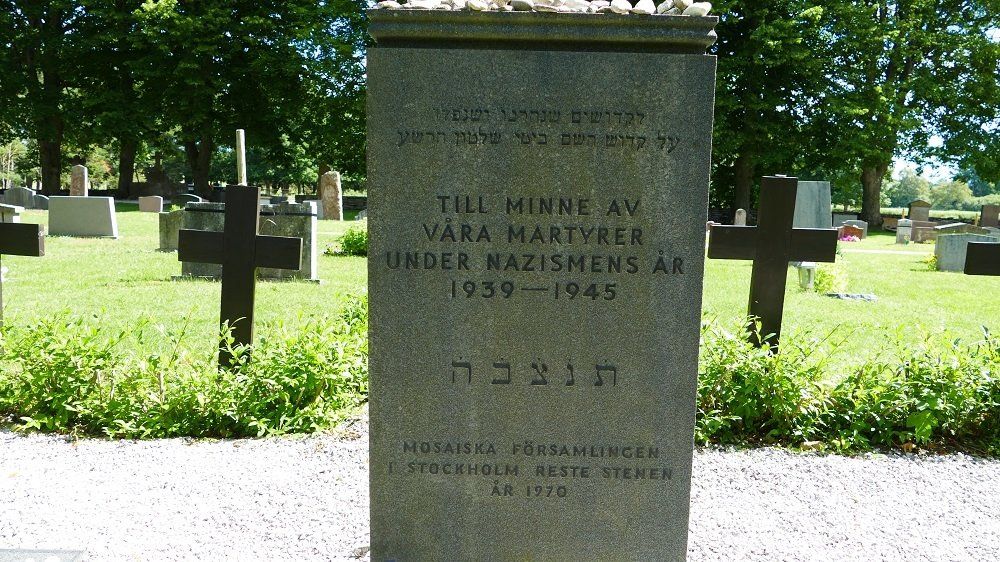 לקדושים שנהרגו ושנפלו
על קדוש השם בימי שלטון הרשע
TILL MINNE AV
VÅRA MARTYRER
UNDER NAZISMENS ÅR
1939—1945
תנצבה
MOSAISKA FÖRSAMLINGEN
I STOCKHOLM RESTE STENEN
ÅR 1970